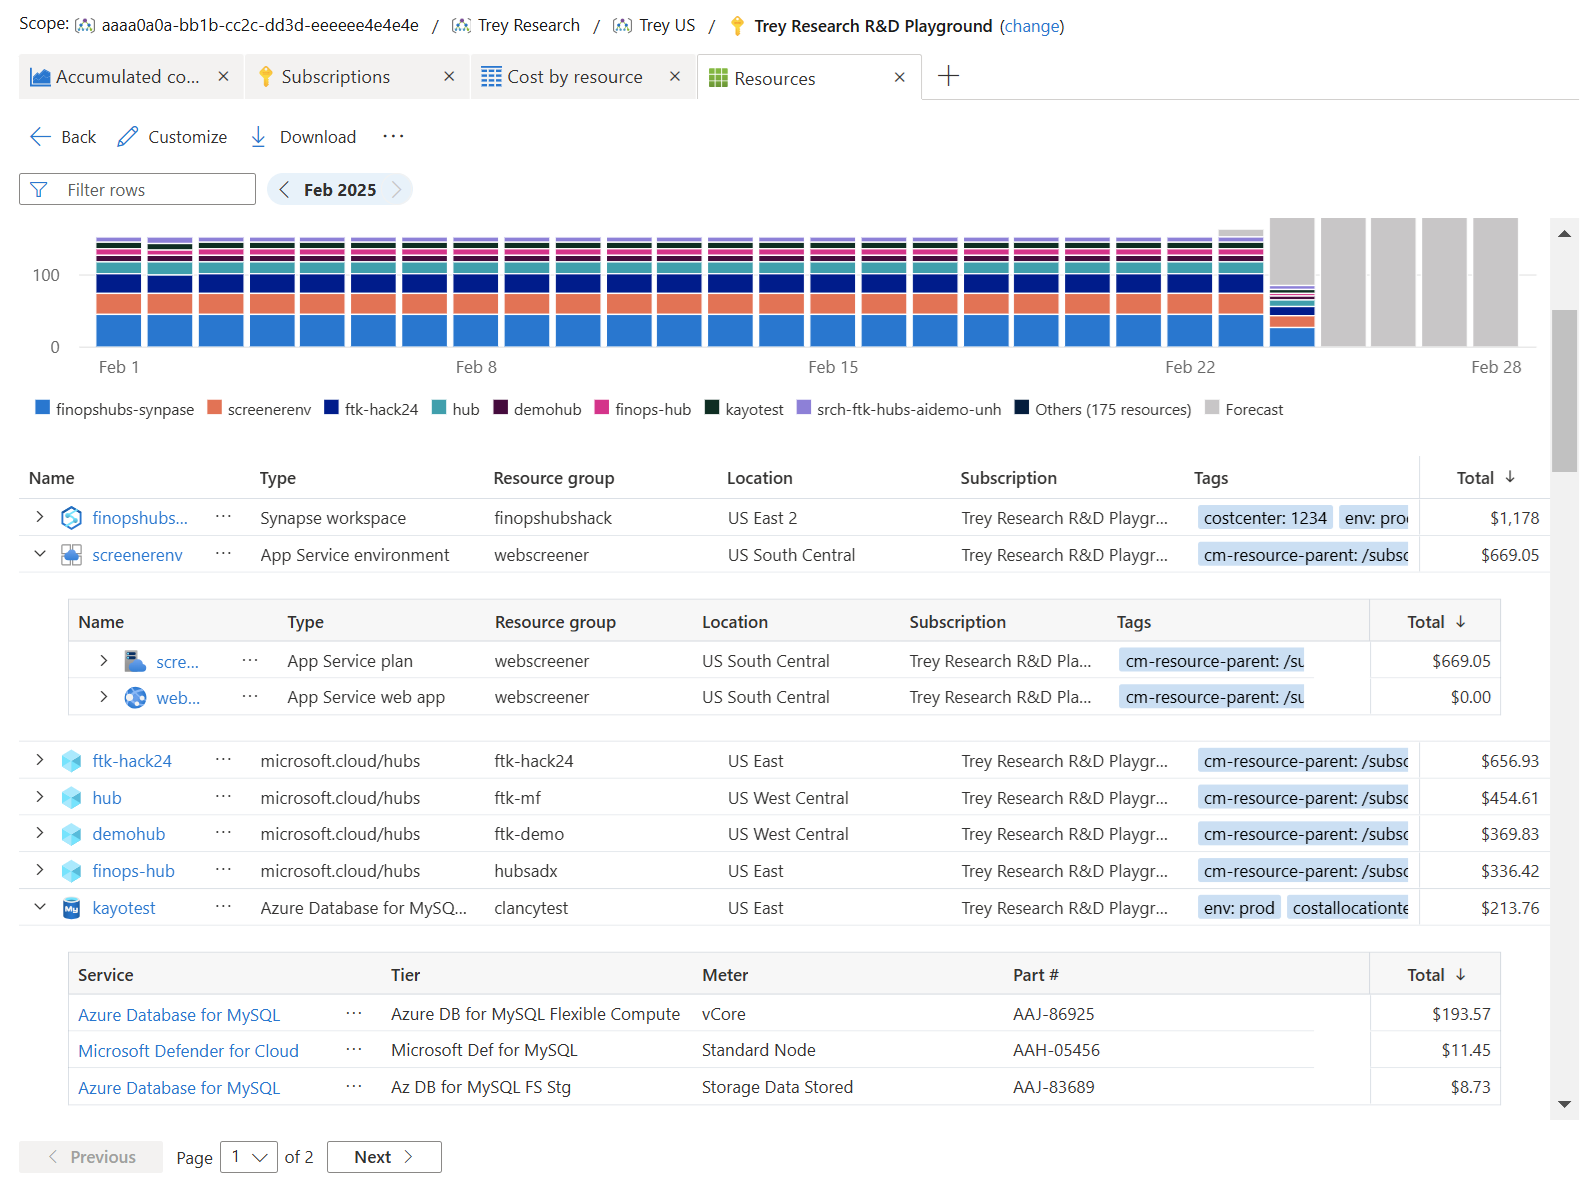 Scope: aaaa0a0a-bb1b-cc2c-dd3d-eeeeee4e4e4e / Trey Research / Trey US / Trey Research R&D Playground (change)
Accumulated co... Subscriptions Cost by resource Resources
Back Customize Download ...
Filter rows Feb 2025
100
0
Feb 1 Feb 8 Feb 15 Feb 22 Feb 28
finopshubs-synpase screenerenv ftk-hack24 hub demohub finops-hub kayotest srch-ftk-hubs-aidemo-unh Others (175 resources) Forecast
Name Type Resource group Location Subscription Tags Total ↓
finopshubs... ... Synapse workspace finopshubshack US East 2 Trey Research R&D Playgr... costcenter: 1234 env: pro $1,178
screenerenv ... App Service environment webscreener US South Central Trey Research R&D Playgr... cm-resource-parent: /subsc $669.05
Name Type Resource group Location Subscription Tags Total ↓
scre... ... App Service plan webscreener US South Central Trey Research R&D Pla... cm-resource-parent: /su $669.05
web... ... App Service web app webscreener US South Central Trey Research R&D Pla... cm-resource-parent: /su $0.00
ftk-hack24 ... microsoft.cloud/hubs ftk-hack24 US East Trey Research R&D Playgr... cm-resource-parent: /subsc $656.93
hub ... microsoft.cloud/hubs ftk-mf US West Central Trey Research R&D Playgr... cm-resource-parent: /subsc $454.61
demohub ... microsoft.cloud/hubs ftk-demo US West Central Trey Research R&D Playgr... cm-resource-parent: /subsc $369.83
finops-hub ... microsoft.cloud/hubs hubsadx US East Trey Research R&D Playgr... cm-resource-parent: /subsc $336.42
My kayotest ... Azure Database for MySQ... clancytest US East Trey Research R&D Playgr... env: prod costallocationte $213.76
Service Tier Meter Part # Total ↓
Azure Database for MySQL ... Azure DB for MySQL Flexible Compute vCore AAJ-86925 $193.57
Microsoft Defender for Cloud ... Microsoft Def for MySQL Standard Node AAH-05456 $11.45
Azure Database for MySQL ... Az DB for MySQL FS Stg Storage Data Stored AAJ-83689 $8.73
Previous Page 1 of 2 Next